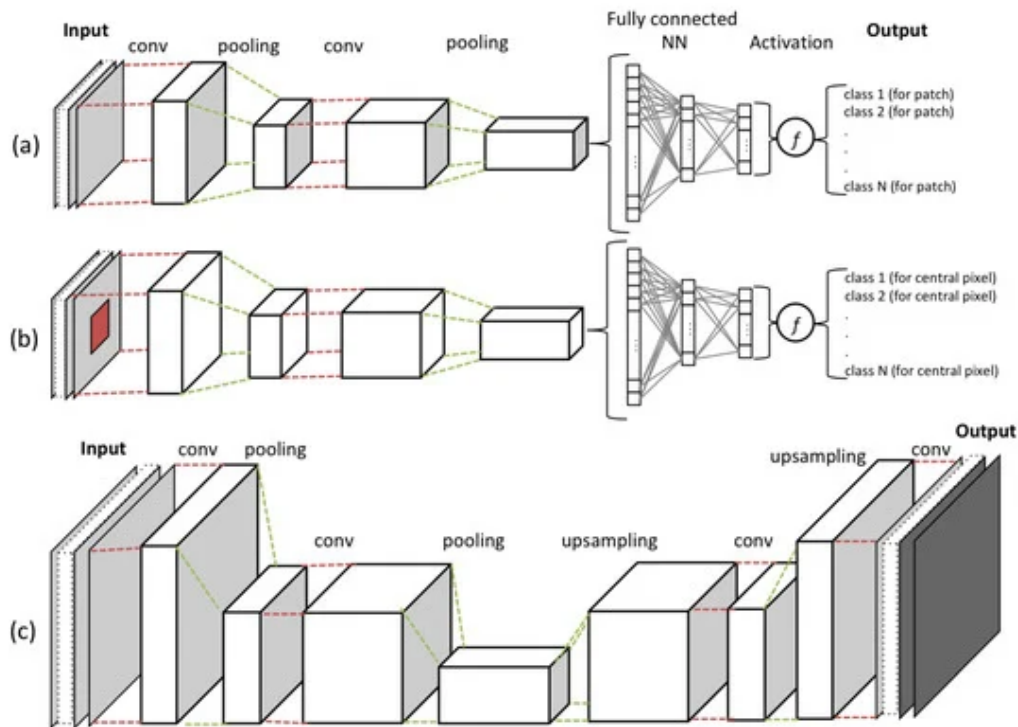 Input
conv
pooling
conv
pooling
Fully connected
NN
Activation
Output
(a)
f
class 1 (for patch)
class 2 (for patch)
.
.
.
.
class N (for patch)
(b)
f
class 1 (for central pixel)
class 2 (for central pixel)
.
.
.
class N (for central pixel)
Input
conv
pooling
conv
pooling
upsampling
conv
upsampling
conv
Output
(c)